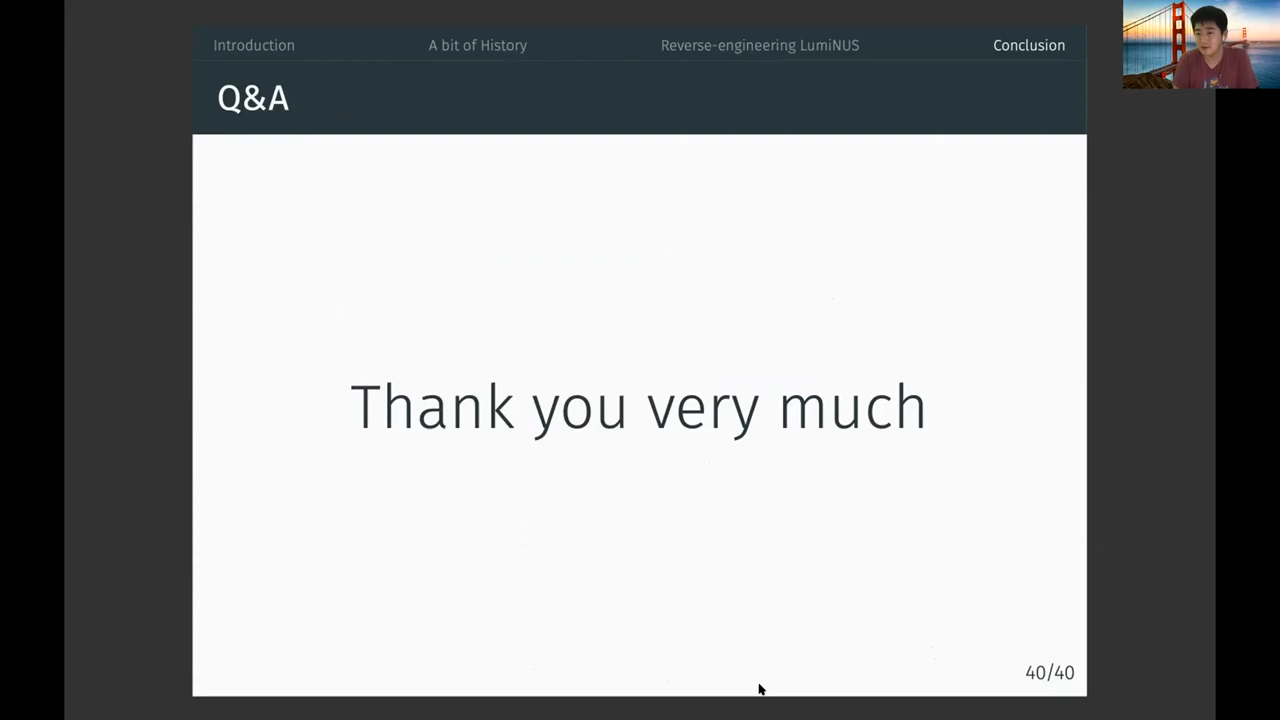 Introduction
A bit of History
Reverse-engineering LumiNUS
Conclusion
Q&A
Thank you very much
40/40